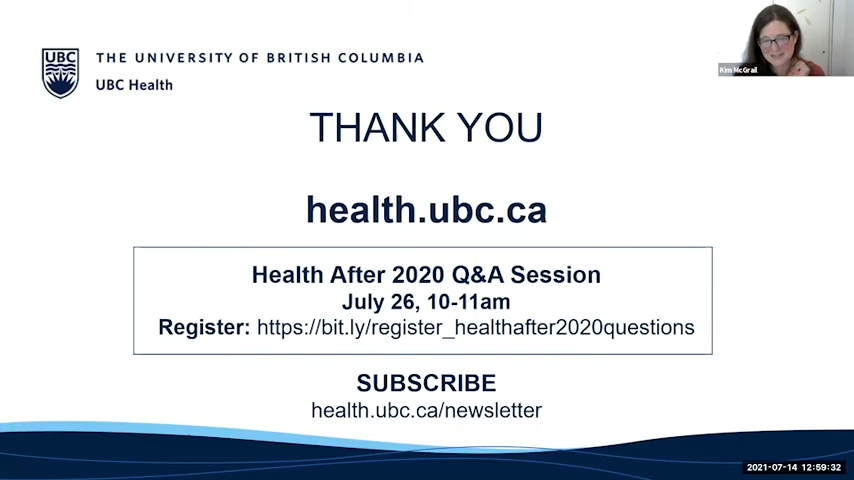 UBC
THE UNIVERSITY OF BRITISH COLUMBIA
UBC Health
Kim McGrail
THANK YOU
health.ubc.ca
Health After 2020 Q&A Session
July 26, 10-11am
Register: https://bit.ly/register_healthafter2020questions
SUBSCRIBE
health.ubc.ca/newsletter
2021-07-14 12:59:32